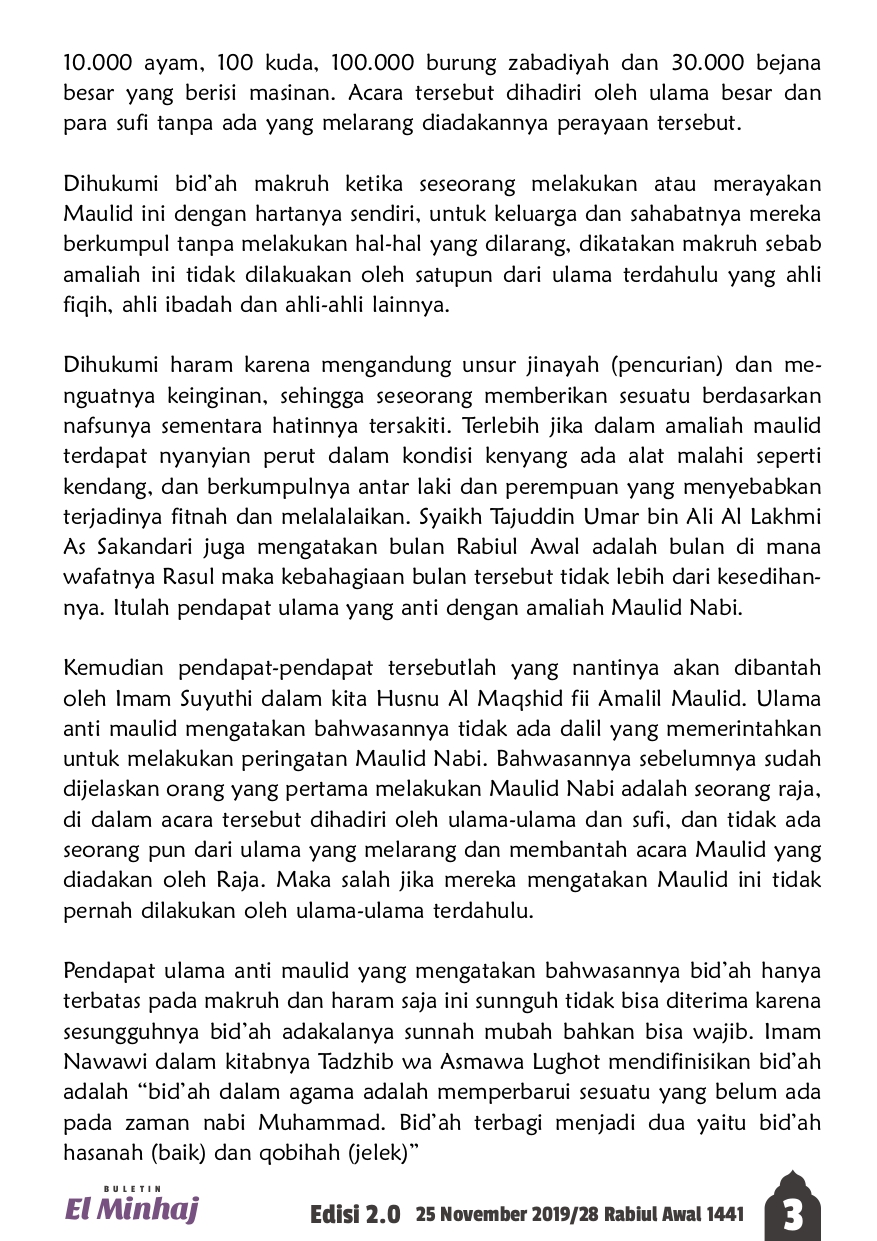 10.000 ayam, 100 kuda, 100.000 burung zabadiyah dan 30.000 bejana
besar yang berisi masinan. Acara tersebut dihadiri oleh ulama besar dan
para sufi tanpa ada yang melarang diadakannya perayaan tersebut.
Dihukumi bid’ah makruh ketika seseorang melakukan atau merayakan
Maulid ini dengan hartanya sendiri, untuk keluarga dan sahabatnya mereka
berkumpul tanpa melakukan hal-hal yang dilarang, dikatakan makruh sebab
amaliah ini tidak dilakuakan oleh satupun dari ulama terdahulu yang ahli
fiqih, ahli ibadah dan ahli-ahli lainnya.
Dihukumi haram karena mengandung unsur jinayah (pencurian) dan me-
nguatnya keinginan, sehingga seseorang memberikan sesuatu berdasarkan
nafsunya sementara hatinnya tersakiti. Terlebih jika dalam amaliah maulid
terdapat nyanyian perut dalam kondisi kenyang ada alat malahi seperti
kendang, dan berkumpulnya antar laki dan perempuan yang menyebabkan
terjadinya fitnah dan melalalaikan. Syaikh Tajuddin Umar bin Ali Al Lakhmi
As Sakandari juga mengatakan bulan Rabiul Awal adalah bulan di mana
wafatnya Rasul maka kebahagiaan bulan tersebut tidak lebih dari kesedihan-
nya. Itulah pendapat ulama yang anti dengan amaliah Maulid Nabi.
Kemudian pendapat-pendapat tersebutlah yang nantinya akan dibantah
oleh Imam Suyuthi dalam kita Husnu Al Maqshid fii Amalil Maulid. Ulama
anti maulid mengatakan bahwasannya tidak ada dalil yang memerintahkan
untuk melakukan peringatan Maulid Nabi. Bahwasannya sebelumnya sudah
dijelaskan orang yang pertama melakukan Maulid Nabi adalah seorang raja,
di dalam acara tersebut dihadiri oleh ulama-ulama dan sufi, dan tidak ada
seorang pun dari ulama yang melarang dan membantah acara Maulid yang
diadakan oleh Raja. Maka salah jika mereka mengatakan Maulid ini tidak
pernah dilakukan oleh ulama-ulama terdahulu.
Pendapat ulama anti maulid yang mengatakan bahwasannya bid’ah hanya
terbatas pada makruh dan haram saja ini sunnguh tidak bisa diterima karena
sesungguhnya bid’ah adakalanya sunnah mubah bahkan bisa wajib. Imam
Nawawi dalam kitabnya Tadzhib wa Asmawa Lughot mendifinisikan bid’ah
adalah “bid’ah dalam agama adalah memperbarui sesuatu yang belum ada
pada zaman nabi Muhammad. Bid’ah terbagi menjadi dua yaitu bid’ah
hasanah (baik) dan qobihah (jelek)”
BULETIN
El Minhaj
Edisi 2.0 25 November 2019/28 Rabiul Awal 1441 3